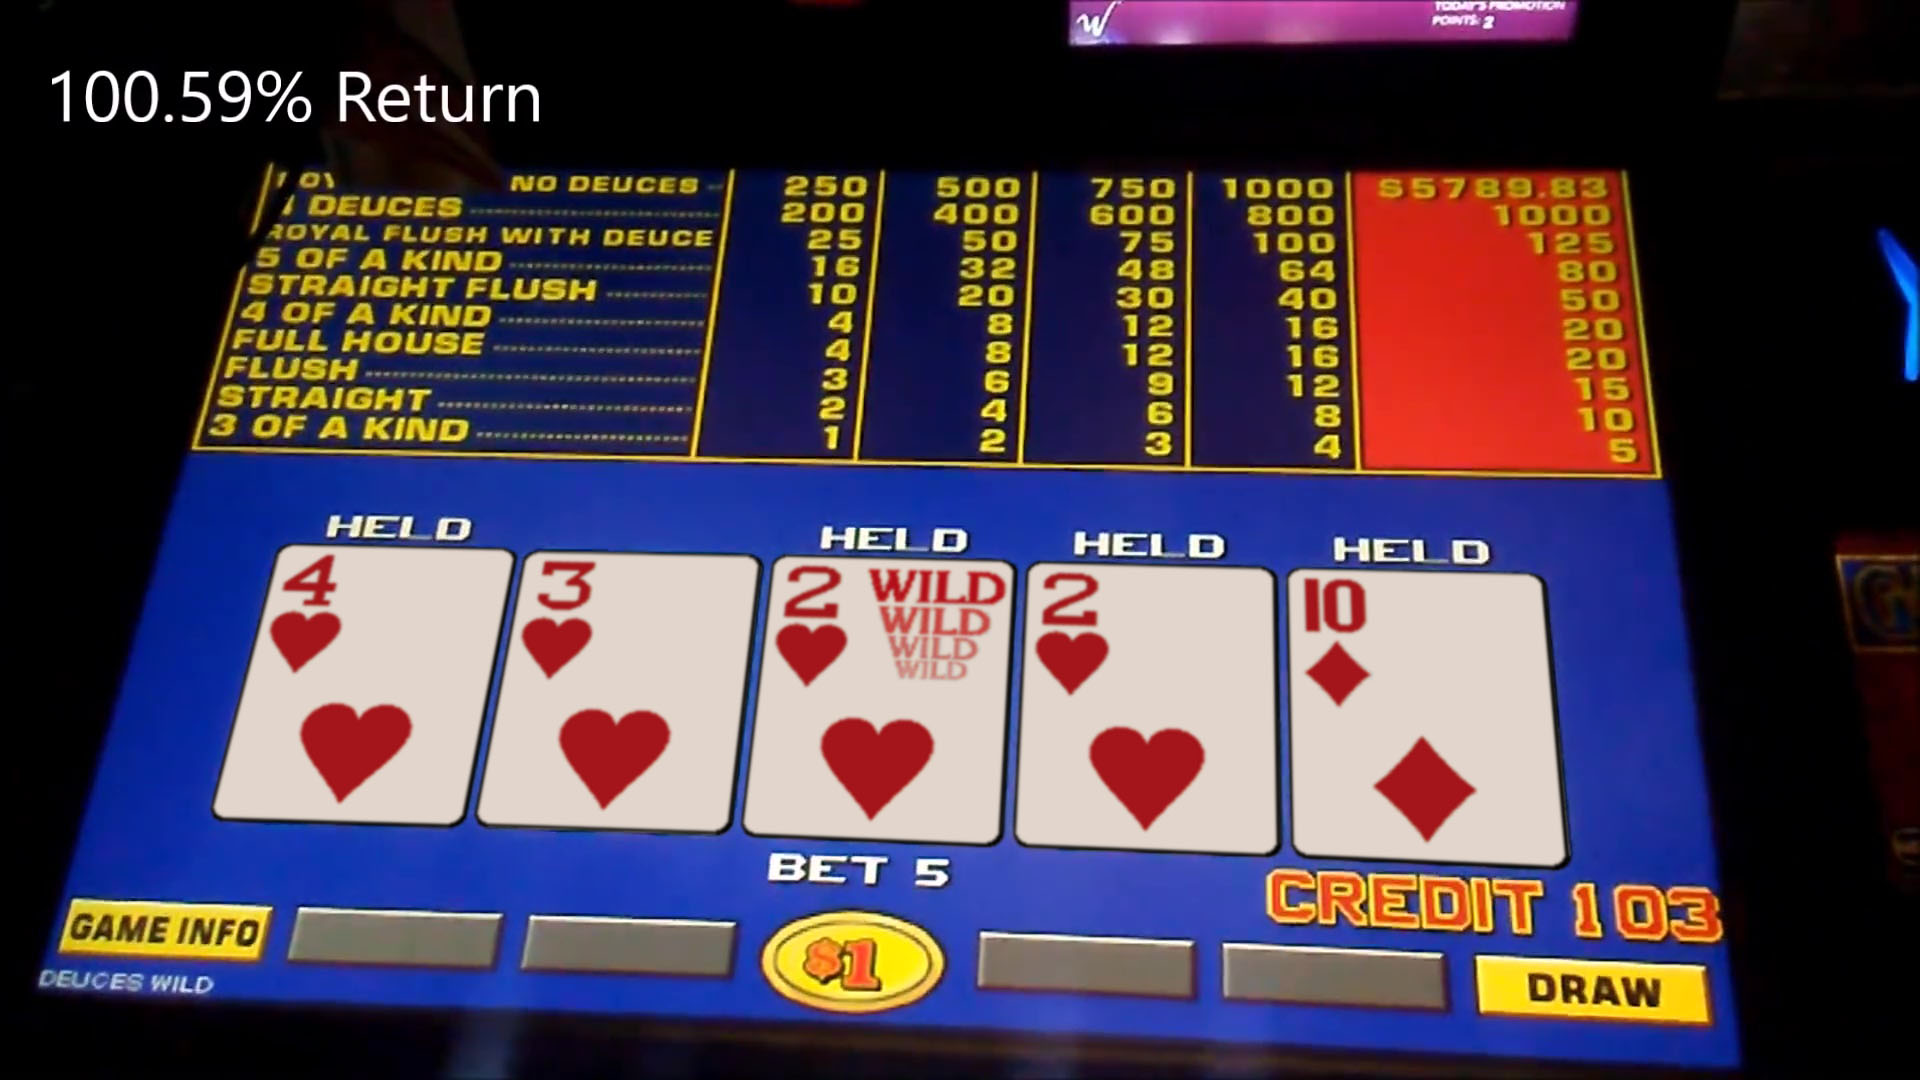 TODAY'S PROMOTION
POINTS: 2
100.59% Return
NO DEUCES 250 500 750 1000 $5789.83
4 DEUCES 200 400 600 800 1000
ROYAL FLUSH WITH DEUCE 25 50 75 100 125
5 OF A KIND 16 32 48 64 80
STRAIGHT FLUSH 10 20 30 40 50
4 OF A KIND 4 8 12 16 20
FULL HOUSE 4 8 12 16 20
FLUSH 3 6 9 12 15
STRAIGHT 2 4 6 8 10
3 OF A KIND 1 2 3 4 5
HELD HELD HELD HELD
4 3 2 WILD 2 10
WILD
WILD
WILD
BET 5
CREDIT 103
GAME INFO $1 DRAW
DEUCES WILD